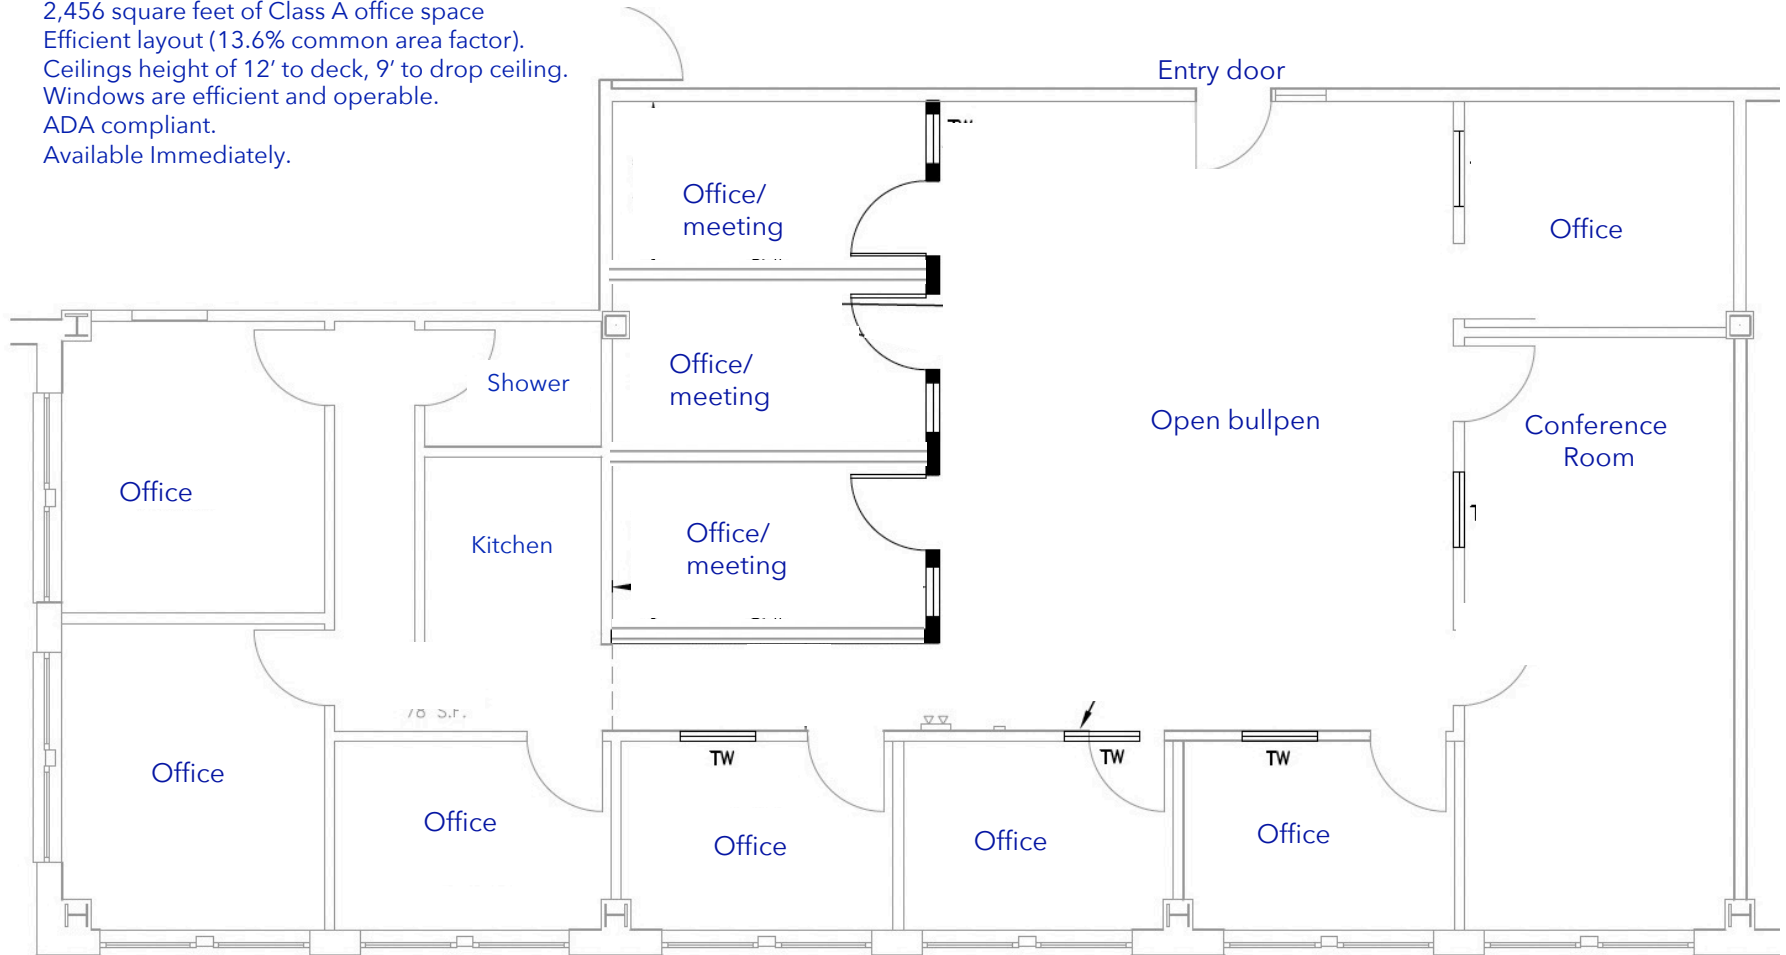 2,456 square feet of Class A office space
Efficient layout (13.6% common area factor).
Ceilings height of 12’ to deck, 9’ to drop ceiling.
Windows are efficient and operable.
ADA compliant.
Available Immediately.
Entry door
Office/
meeting
Office
Office/
meeting
Shower
Open bullpen
Conference
Room
Office
Kitchen
Office/
meeting
78 S.F.
TW
TW
TW
Office
Office
Office
Office
Office